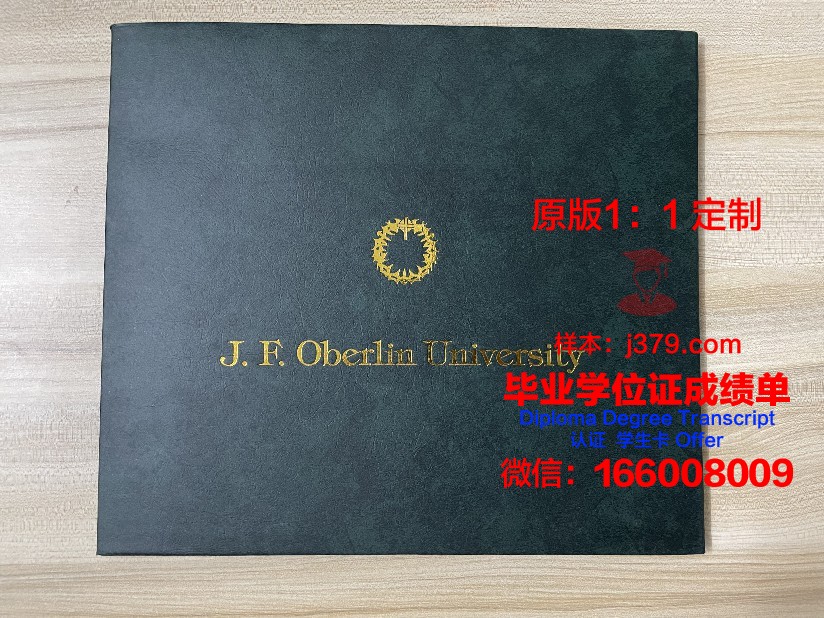 原版1：1定制
J. F. Oberlin University
样本：j379.com
毕业学位证成绩单
Diploma Degree Transcript
认证 学生卡 Offer
微信：166008009